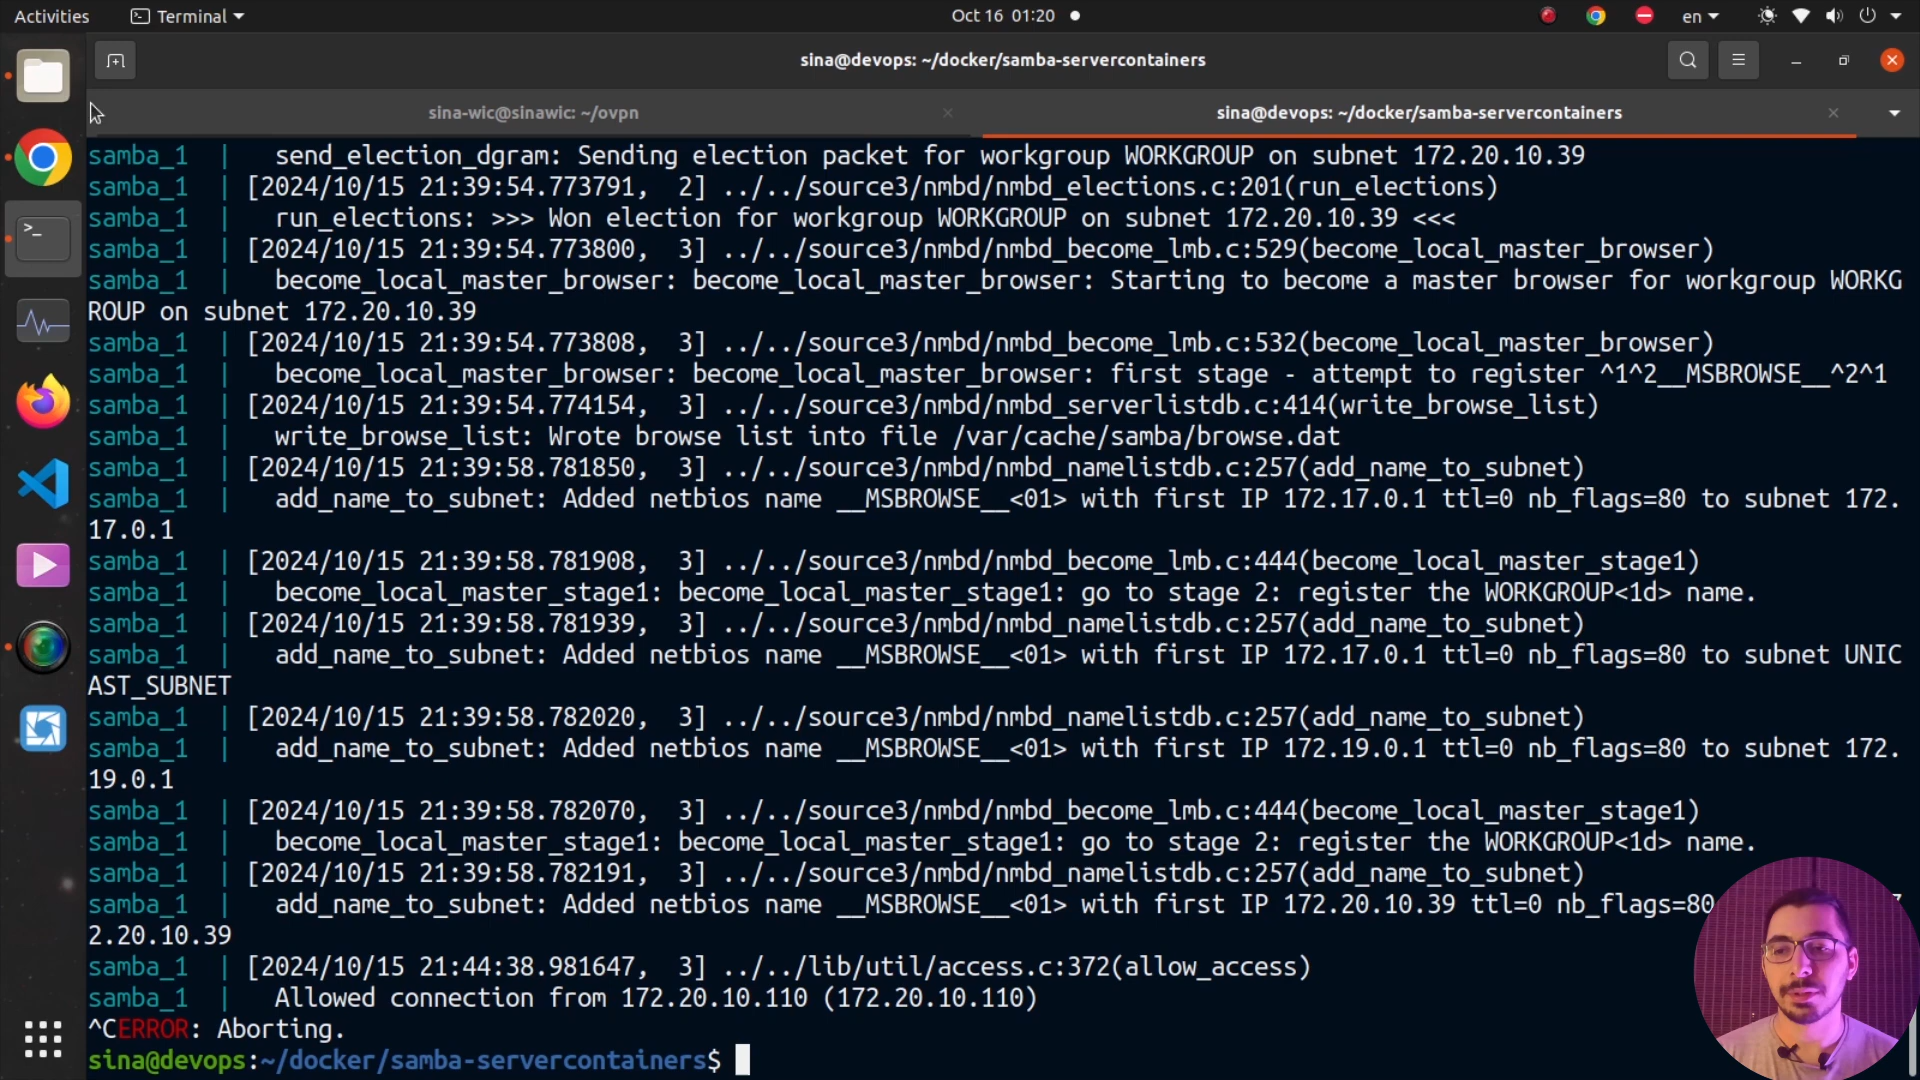 Activities Terminal Oct 16 01:20 en
sina@devops: ~/docker/samba-servercontainers
sina-wic@sinawic: ~/ovpn sina@devops: ~/docker/samba-servercontainers
samba_1 | send_election_dgram: Sending election packet for workgroup WORKGROUP on subnet 172.20.10.39
samba_1 | [2024/10/15 21:39:54.773791, 2] ../../source3/nmbd/nmbd_elections.c:201(run_elections)
samba_1 | run_elections: >>> Won election for workgroup WORKGROUP on subnet 172.20.10.39 <<<
samba_1 | [2024/10/15 21:39:54.773800, 3] ../../source3/nmbd/nmbd_become_lmb.c:529(become_local_master_browser)
samba_1 | become_local_master_browser: become_local_master_browser: Starting to become a master browser for workgroup WORKG
ROUP on subnet 172.20.10.39
samba_1 | [2024/10/15 21:39:54.773808, 3] ../../source3/nmbd/nmbd_become_lmb.c:532(become_local_master_browser)
samba_1 | become_local_master_browser: become_local_master_browser: first stage - attempt to register ^1^2__MSBROWSE__^2^1
samba_1 | [2024/10/15 21:39:54.774154, 3] ../../source3/nmbd/nmbd_serverlistdb.c:414(write_browse_list)
samba_1 | write_browse_list: Wrote browse list into file /var/cache/samba/browse.dat
samba_1 | [2024/10/15 21:39:58.781850, 3] ../../source3/nmbd/nmbd_namelistdb.c:257(add_name_to_subnet)
samba_1 | add_name_to_subnet: Added netbios name __MSBROWSE__<01> with first IP 172.17.0.1 ttl=0 nb_flags=80 to subnet 172.
17.0.1
samba_1 | [2024/10/15 21:39:58.781908, 3] ../../source3/nmbd/nmbd_become_lmb.c:444(become_local_master_stage1)
samba_1 | become_local_master_stage1: become_local_master_stage1: go to stage 2: register the WORKGROUP<1d> name.
samba_1 | [2024/10/15 21:39:58.781939, 3] ../../source3/nmbd/nmbd_namelistdb.c:257(add_name_to_subnet)
samba_1 | add_name_to_subnet: Added netbios name __MSBROWSE__<01> with first IP 172.17.0.1 ttl=0 nb_flags=80 to subnet UNIC
AST_SUBNET
samba_1 | [2024/10/15 21:39:58.782020, 3] ../../source3/nmbd/nmbd_namelistdb.c:257(add_name_to_subnet)
samba_1 | add_name_to_subnet: Added netbios name __MSBROWSE__<01> with first IP 172.19.0.1 ttl=0 nb_flags=80 to subnet 172.
19.0.1
samba_1 | [2024/10/15 21:39:58.782070, 3] ../../source3/nmbd/nmbd_become_lmb.c:444(become_local_master_stage1)
samba_1 | become_local_master_stage1: become_local_master_stage1: go to stage 2: register the WORKGROUP<1d> name.
samba_1 | [2024/10/15 21:39:58.782191, 3] ../../source3/nmbd/nmbd_namelistdb.c:257(add_name_to_subnet)
samba_1 | add_name_to_subnet: Added netbios name __MSBROWSE__<01> with first IP 172.20.10.39 ttl=0 nb_flags=80
2.20.10.39
samba_1 | [2024/10/15 21:44:38.981647, 3] ../../lib/util/access.c:372(allow_access)
samba_1 | Allowed connection from 172.20.10.110 (172.20.10.110)
^CERROR: Aborting.
sina@devops:~/docker/samba-servercontainers$